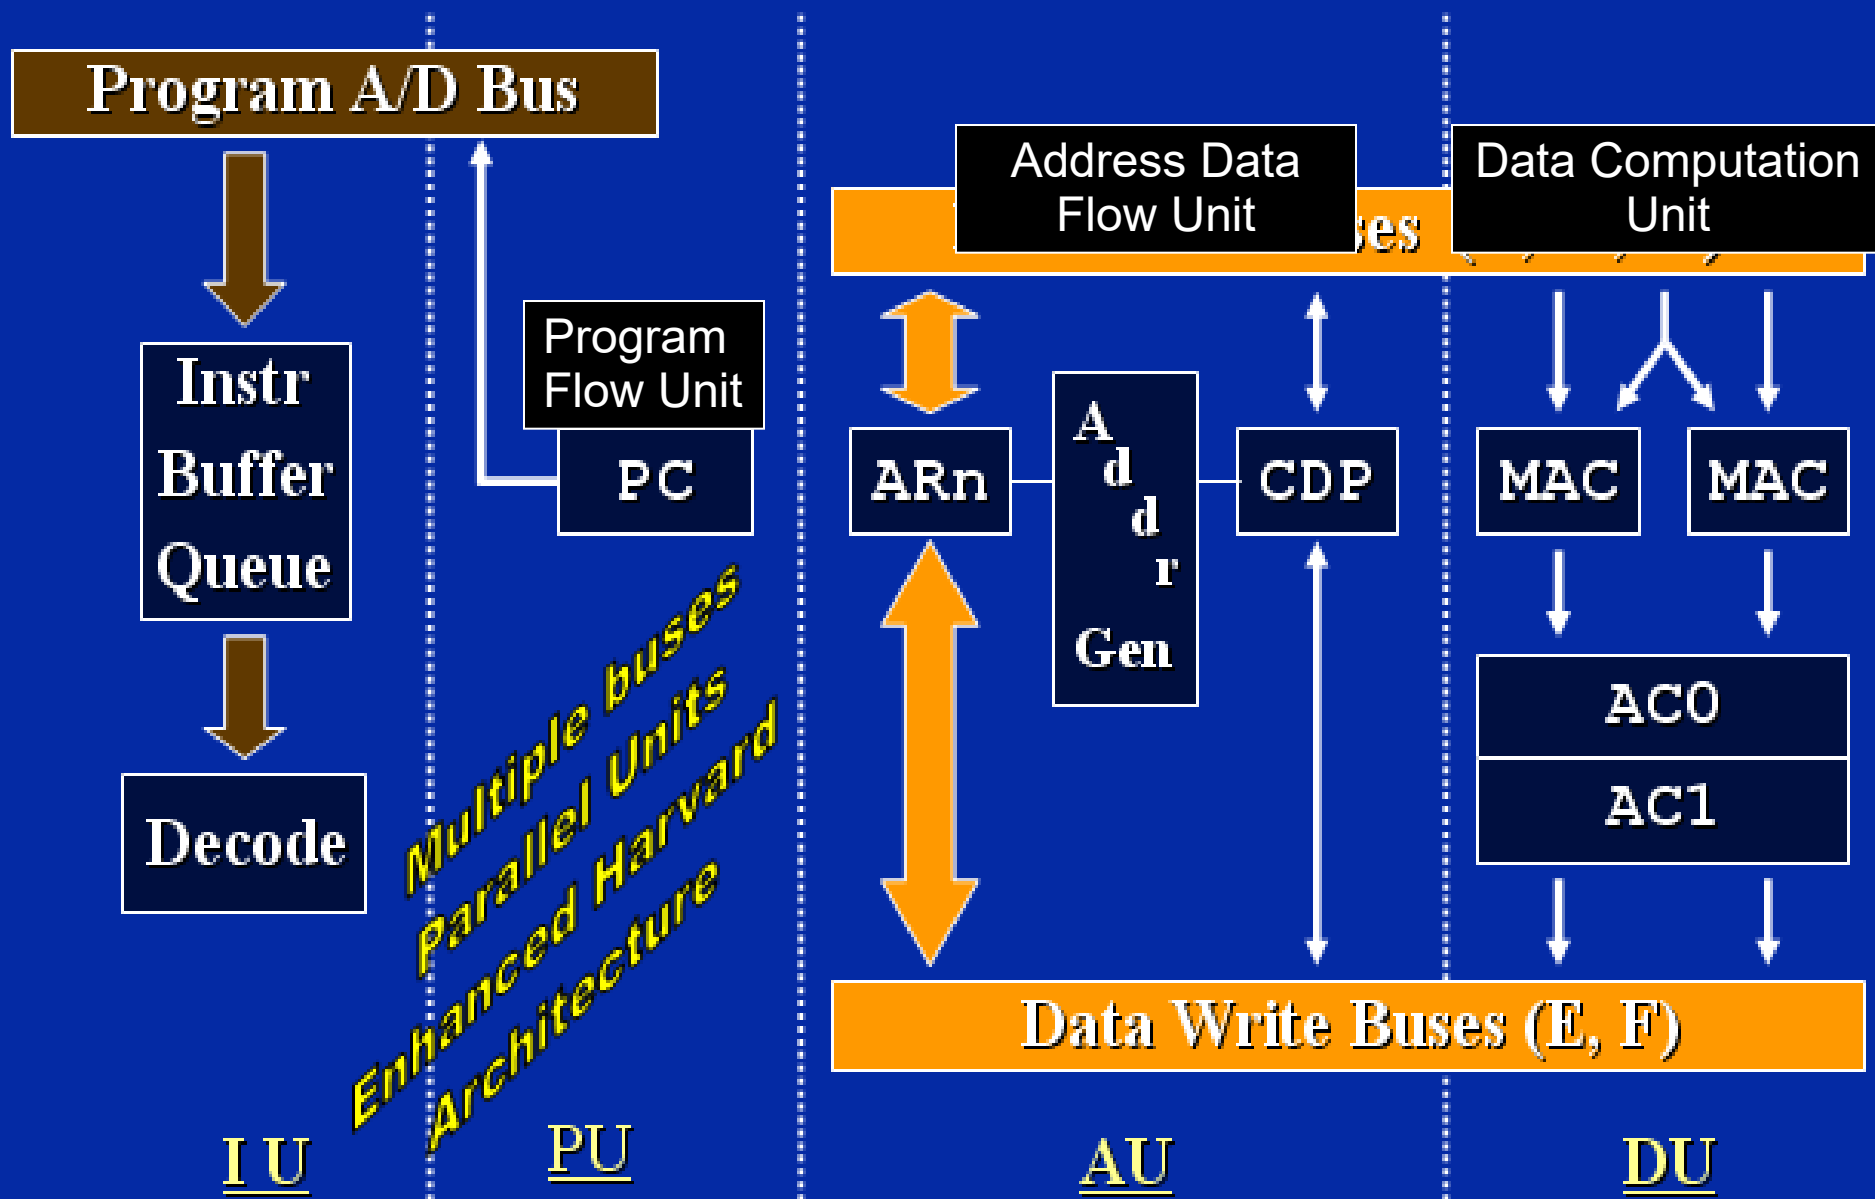 Program A/D Bus
Address Data
Flow Unit
Data Computation
Unit
Program
Flow Unit
Instr
Buffer
Queue
PC
ARn
Addr
Gen
CDP
MAC
MAC
AC0
AC1
Decode
Multiple buses
Parallel Units
Enhanced Harvard
Architecture
Data Write Buses (E, F)
I U
PU
AU
DU